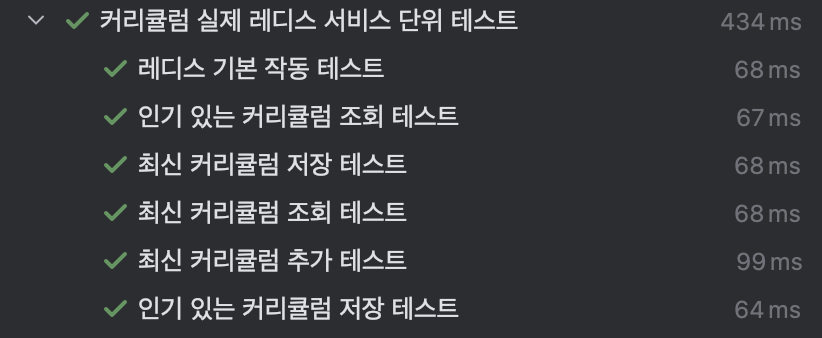 커리큘럼 실제 레디스 서비스 단위 테스트 434 ms
레디스 기본 작동 테스트 68 ms
인기 있는 커리큘럼 조회 테스트 67 ms
최신 커리큘럼 저장 테스트 68 ms
최신 커리큘럼 조회 테스트 68 ms
최신 커리큘럼 추가 테스트 99 ms
인기 있는 커리큘럼 저장 테스트 64 ms